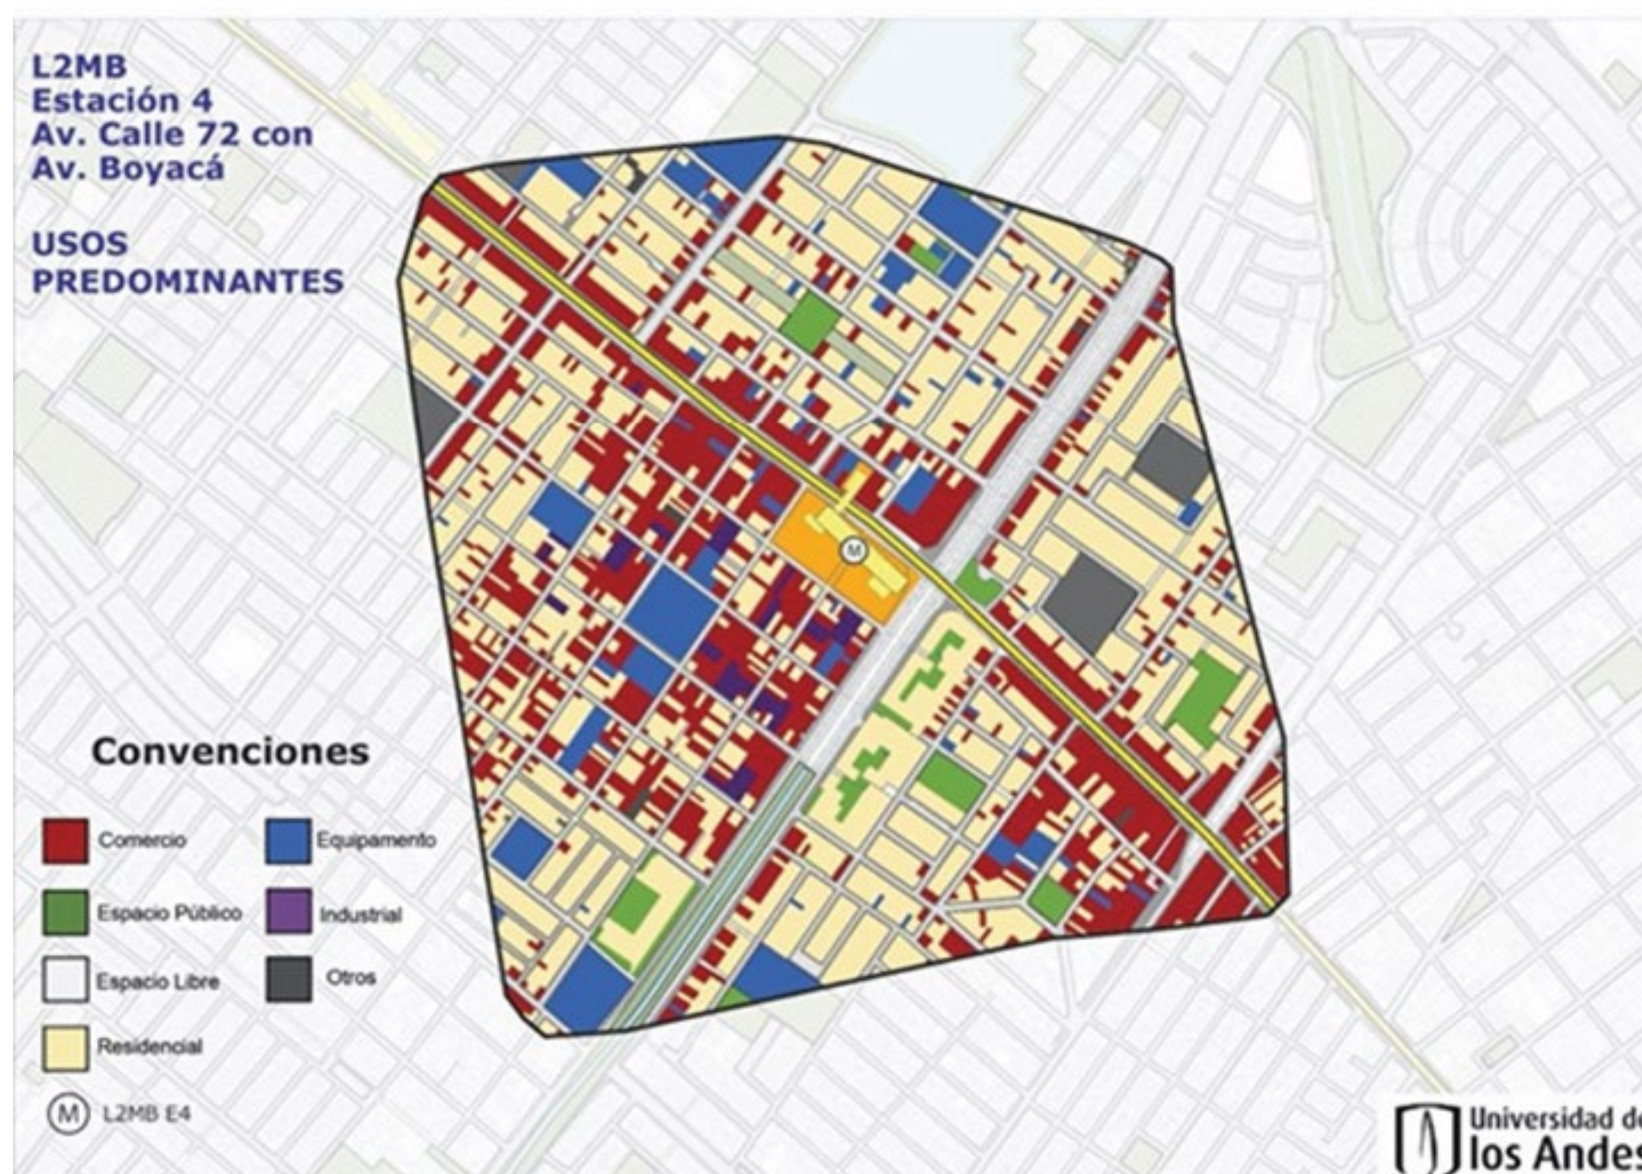 L2MB
Estación 4
Av. Calle 72 con
Av. Boyacá
USOS
PREDOMINANTES
M
Convenciones
Comercio
Equipamento
Espacio Público
Industrial
Espacio Libre
Otros
Residencial
M L2MB E4
Universidad de
los Andes